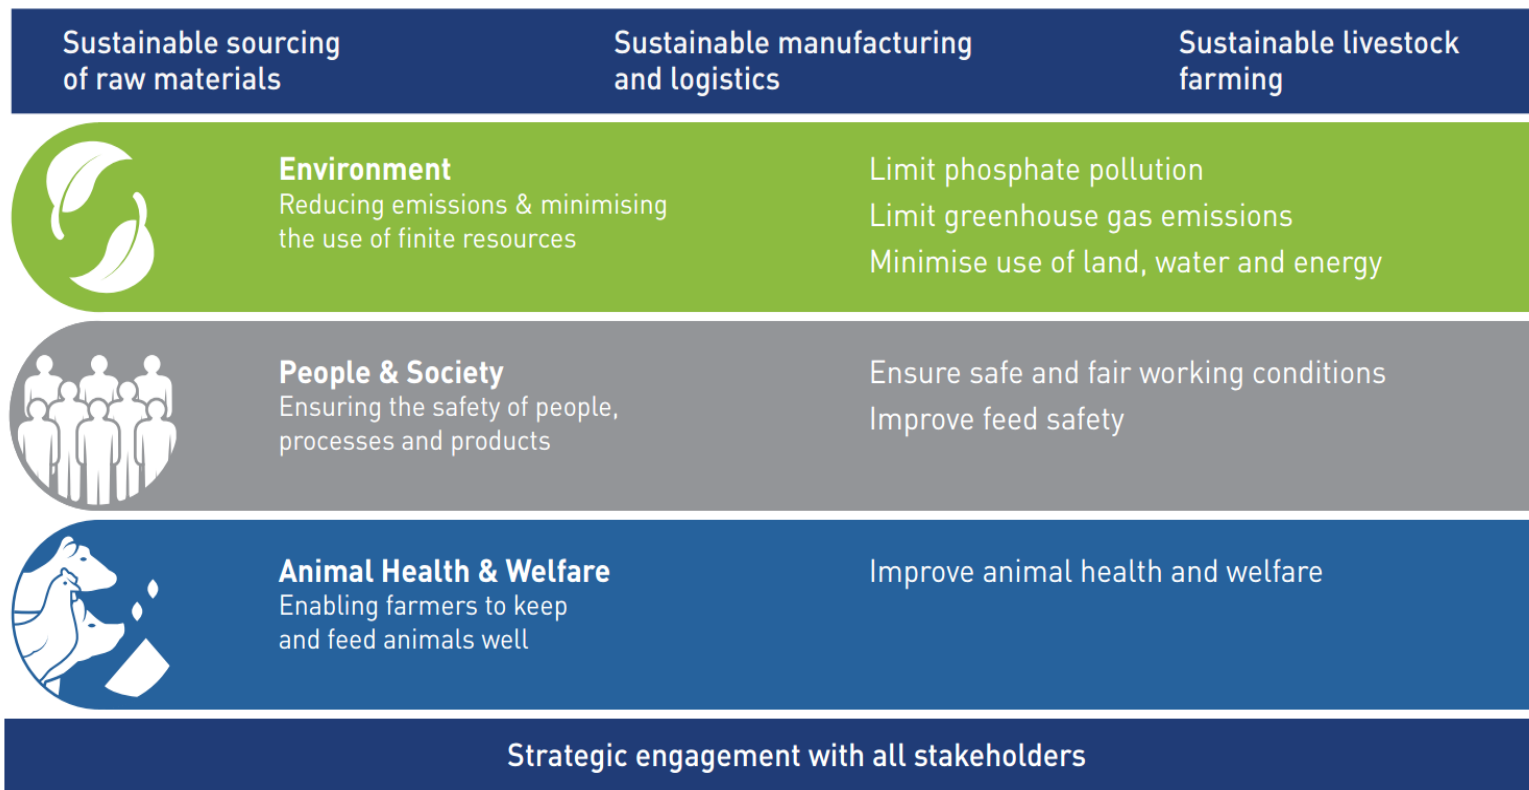 Sustainable sourcing
of raw materials
Sustainable manufacturing
and logistics
Sustainable livestock
farming
Environment
Reducing emissions & minimising
the use of finite resources
Limit phosphate pollution
Limit greenhouse gas emissions
Minimise use of land, water and energy
People & Society
Ensuring the safety of people,
processes and products
Ensure safe and fair working conditions
Improve feed safety
Animal Health & Welfare
Enabling farmers to keep
and feed animals well
Improve animal health and welfare
Strategic engagement with all stakeholders